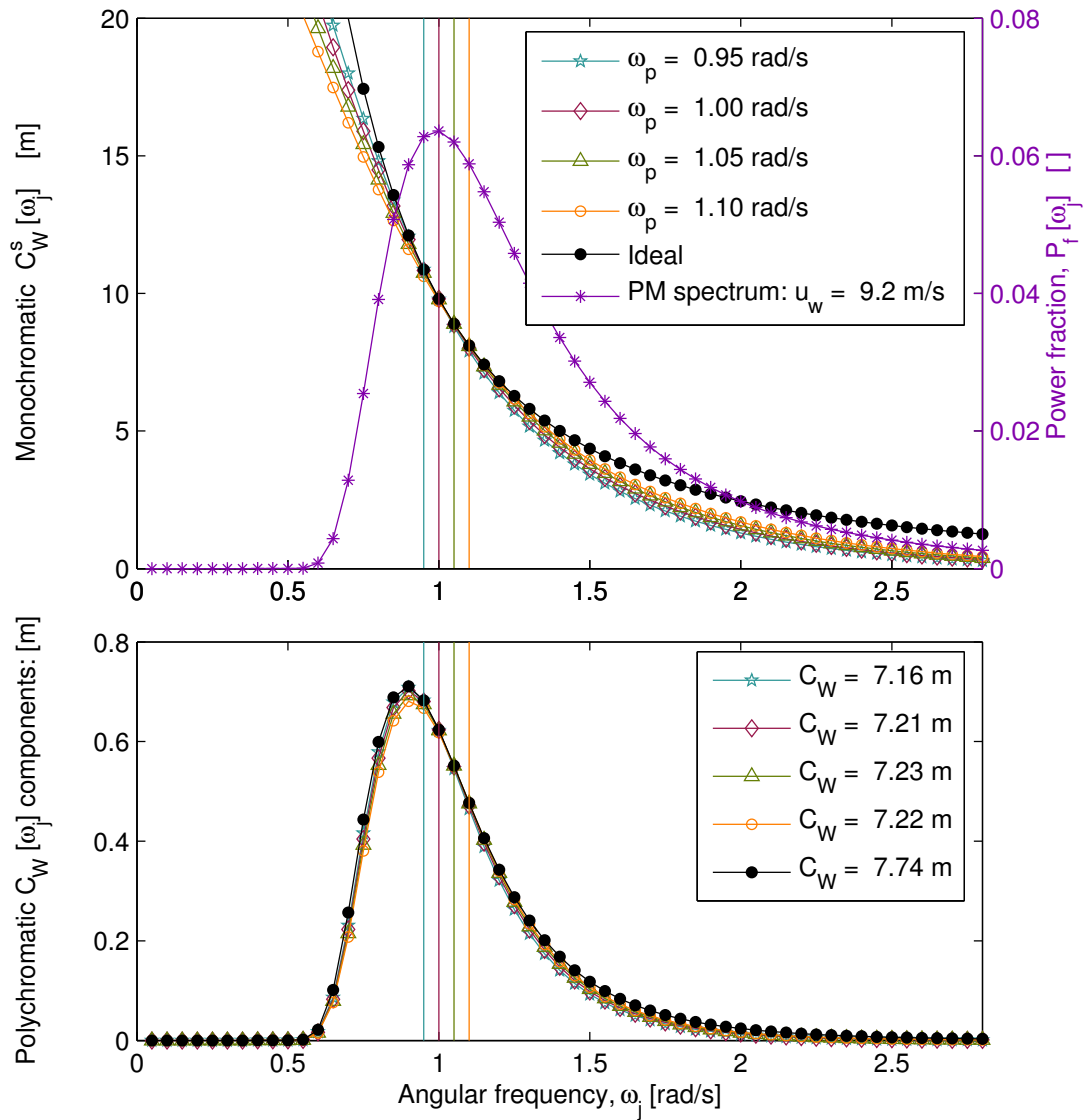 20
15
10
5
0
0
0.5
1
1.5
2
2.5
Monochromatic C_W^s [ω_j] [m]
ω_p = 0.95 rad/s
ω_p = 1.00 rad/s
ω_p = 1.05 rad/s
ω_p = 1.10 rad/s
Ideal
PM spectrum: u_w = 9.2 m/s
0.08
0.06
0.04
0.02
0
Power fraction, P_f [ω_j] [ ]
0.8
0.6
0.4
0.2
0
Polychromatic C_W [ω_j] components: [m]
C_W = 7.16 m
C_W = 7.21 m
C_W = 7.23 m
C_W = 7.22 m
C_W = 7.74 m
0
0.5
1
1.5
2
2.5
Angular frequency, ω_j [rad/s]